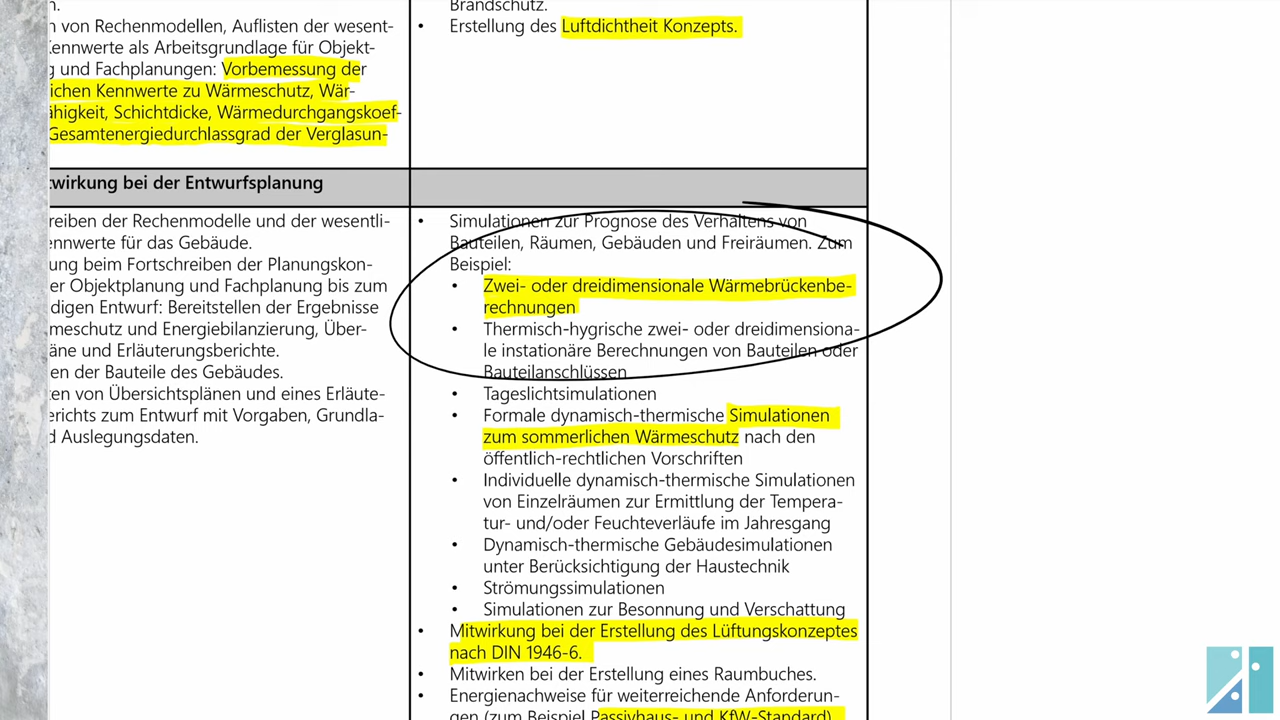 n.
n von Rechenmodellen, Auflisten der wesent-
Kennwerte als Arbeitsgrundlage für Objekt-
g und Fachplanungen: Vorbemessung der
ichen Kennwerte zu Wärmeschutz, Wär-
ähigkeit, Schichtdicke, Wärmedurchgangskoef-
Gesamtenergiedurchlassgrad der Verglasun-
twirkung bei der Entwurfsplanung
reiben der Rechenmodelle und der wesentli-
ennwerte für das Gebäude.
ung beim Fortschreiben der Planungskon-
er Objektplanung und Fachplanung bis zum
digen Entwurf: Bereitstellen der Ergebnisse
meschutz und Energiebilanzierung, Über-
äne und Erläuterungsberichte.
en der Bauteile des Gebäudes.
ten von Übersichtsplänen und eines Erläute-
erichts zum Entwurf mit Vorgaben, Grundla-
d Auslegungsdaten.
Brandschutz.
• Erstellung des Luftdichtheit Konzepts.
• Simulationen zur Prognose des Verhaltens von
Bauteilen, Räumen, Gebäuden und Freiräumen. Zum
Beispiel:
• Zwei- oder dreidimensionale Wärmebrückenbe-
rechnungen
• Thermisch-hygrische zwei- oder dreidimensiona-
le instationäre Berechnungen von Bauteilen oder
Bauteilanschlüssen
• Tageslichtsimulationen
• Formale dynamisch-thermische Simulationen
zum sommerlichen Wärmeschutz nach den
öffentlich-rechtlichen Vorschriften
• Individuelle dynamisch-thermische Simulationen
von Einzelräumen zur Ermittlung der Tempera-
tur- und/oder Feuchteverläufe im Jahresgang
• Dynamisch-thermische Gebäudesimulationen
unter Berücksichtigung der Haustechnik
• Strömungssimulationen
• Simulationen zur Besonnung und Verschattung
• Mitwirkung bei der Erstellung des Lüftungskonzeptes
nach DIN 1946-6.
• Mitwirken bei der Erstellung eines Raumbuches.
• Energienachweise für weiterreichende Anforderun-
gen (zum Beispiel Passivhaus- und KfW-Standard)